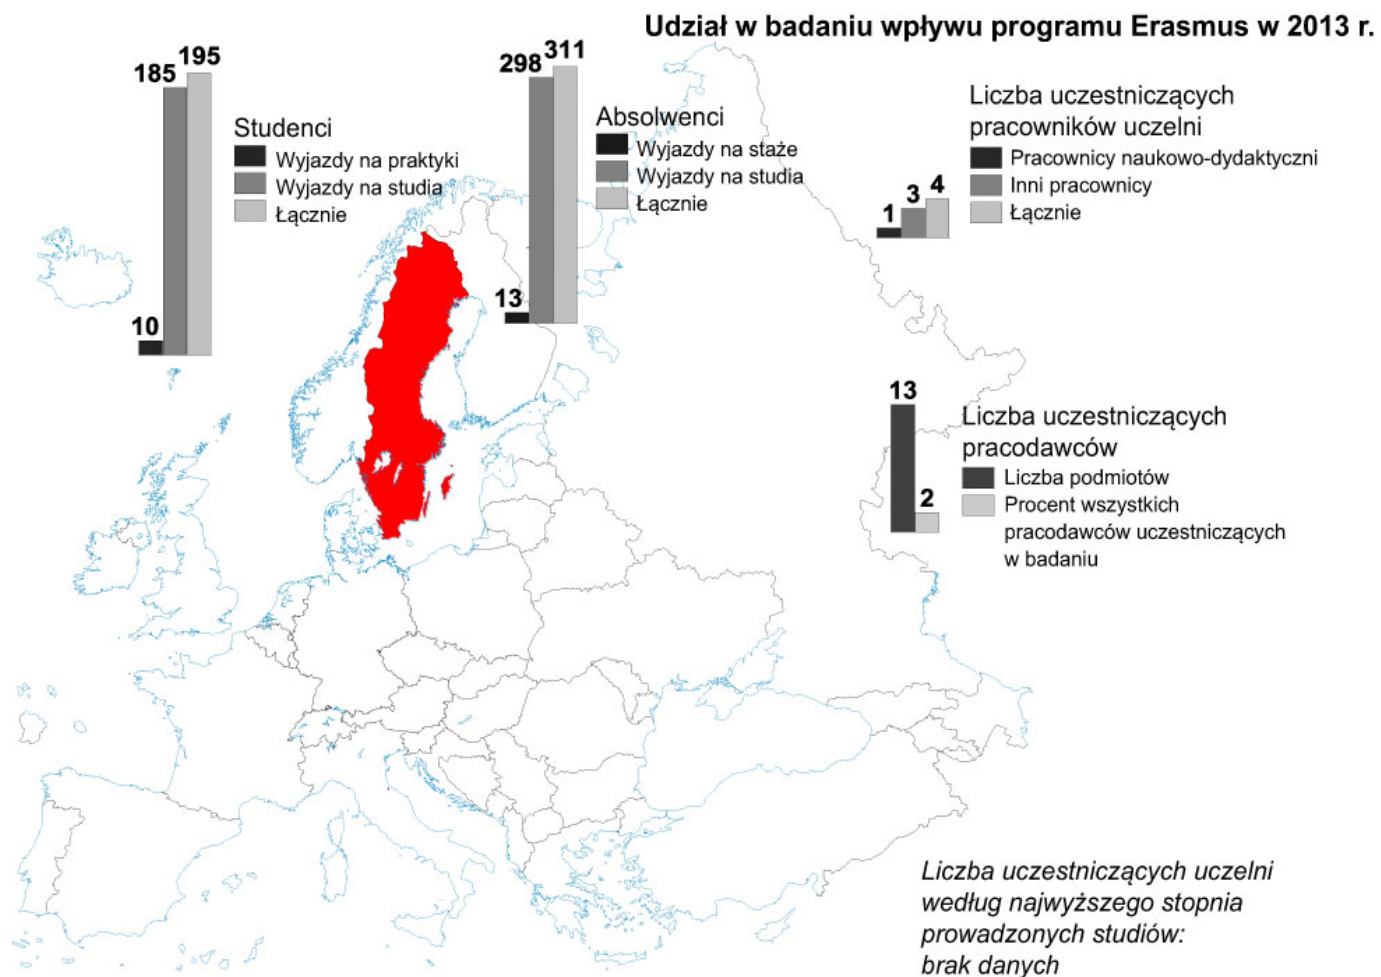 Udział w badaniu wpływu programu Erasmus w 2013 r.
185 195
10
Studenci
Wyjazdy na praktyki
Wyjazdy na studia
Łącznie
298 311
13
Absolwenci
Wyjazdy na staże
Wyjazdy na studia
Łącznie
1 3 4
Liczba uczestniczących
pracowników uczelni
Pracownicy naukowo-dydaktyczni
Inni pracownicy
Łącznie
13
2
Liczba uczestniczących
pracodawców
Liczba podmiotów
Procent wszystkich
pracodawców uczestniczących
w badaniu
Liczba uczestniczących uczelni
według najwyższego stopnia
prowadzonych studiów:
brak danych